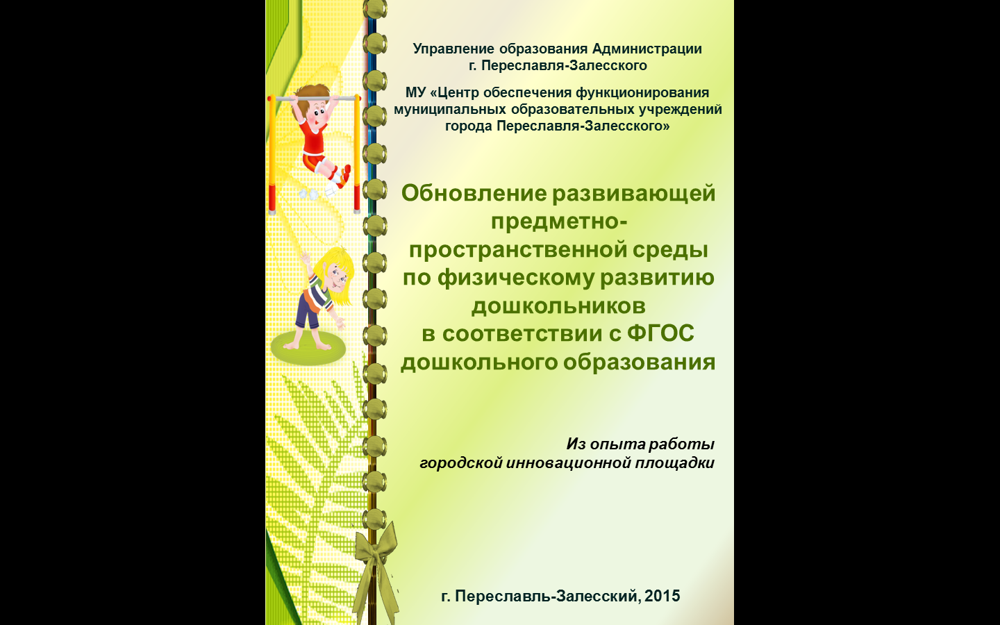 Управление образования Администрации
г. Переславля-Залесского
МУ «Центр обеспечения функционирования
муниципальных образовательных учреждений
города Переславля-Залесского»
Обновление развивающей
предметно-
пространственной среды
по физическому развитию
дошкольников
в соответствии с ФГОС
дошкольного образования
Из опыта работы
городской инновационной площадки
г. Переславль-Залесский, 2015